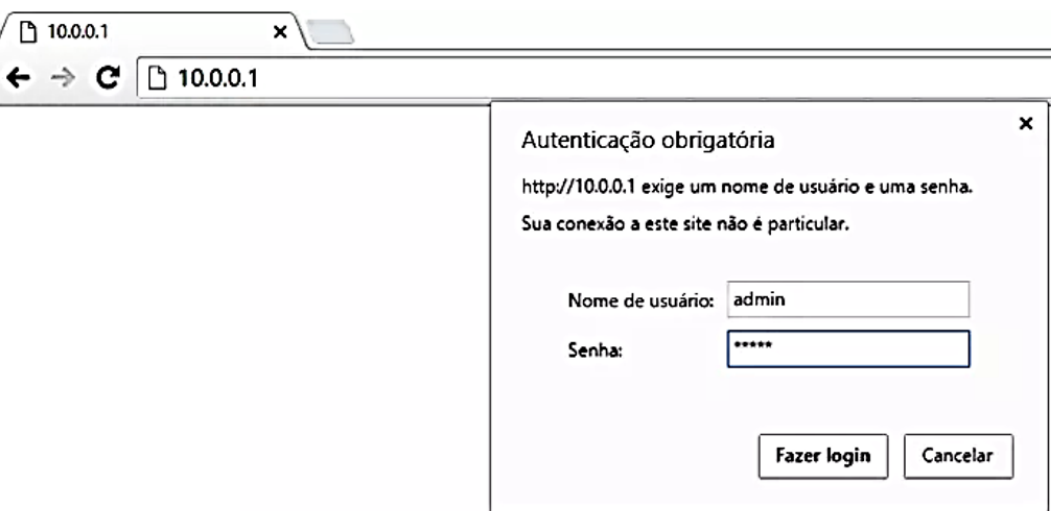 10.0.0.1
10.0.0.1
Autenticação obrigatória
http://10.0.0.1 exige um nome de usuário e uma senha.
Sua conexão a este site não é particular.
Nome de usuário: admin
Senha: *****
Fazer login Cancelar